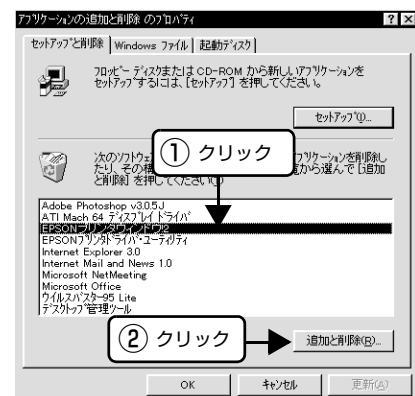 アプリケーションの追加と削除 のプロパティ
セットアップと削除
Windows ファイル
起動ディスク
フロッピー ディスクまたは CD-ROM から新しいアプリケーションを
セットアップするには、[セットアップ] を押してください。
セットアップ(I)...
次のソフトウェ
プリケーションを削除し
たり、その構
覧から選んで [追加
と削除] を押してください(
① クリック
Adobe Photoshop v3.0.5J
ATI Mach 64 ディスプレイ ドライバ
EPSONプリンタウィンドウ!2
EPSONプリンタドライバ・ユーティリティ
Internet Explorer 3.0
Internet Mail and News 1.0
Microsoft NetMeeting
Microsoft Office
ウイルスバスター95 Lite
デスクトップ管理ツール
② クリック
追加と削除(R)...
OK
キャンセル
更新(A)